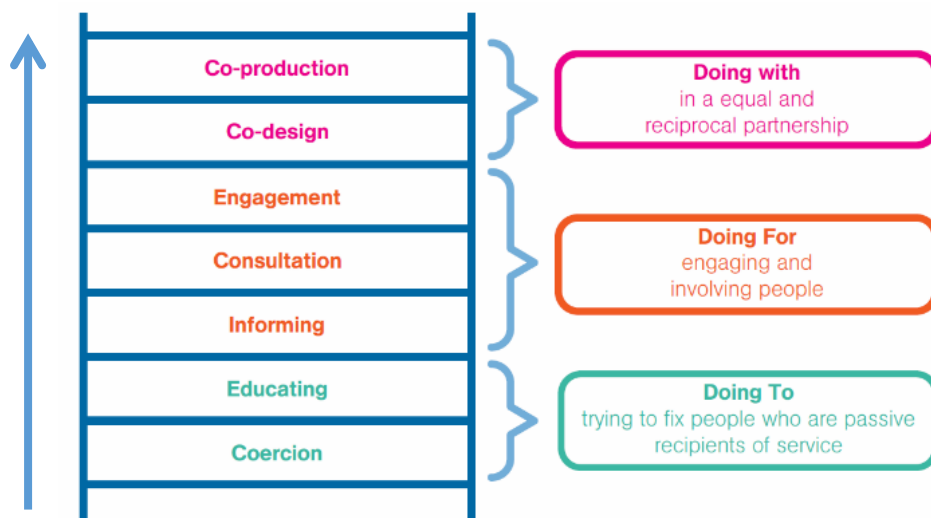 Co-production
Co-design
Engagement
Consultation
Informing
Educating
Coercion
Doing with
in a equal and
reciprocal partnership
Doing For
engaging and
involving people
Doing To
trying to fix people who are passive
recipients of service